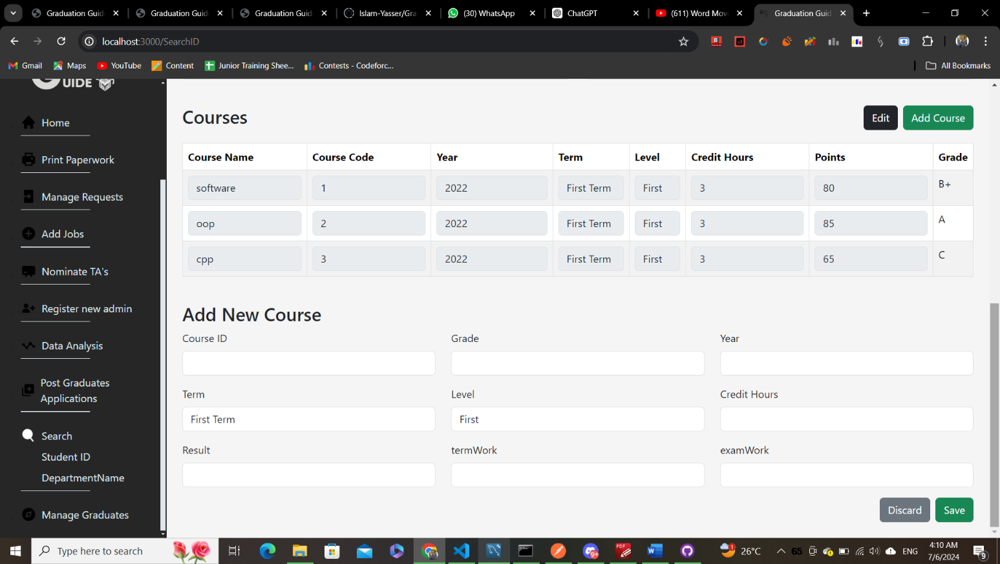 Graduation Guid
Graduation Guid
Graduation Guid
Islam-Yasser/Gra
(30) WhatsApp
ChatGPT
(611) Word Mov
Graduation Guid
localhost:3000/SearchID
Gmail
Maps
YouTube
Content
Junior Training Shee...
Contests - Codeforc...
All Bookmarks
GUIDE
Home
Print Paperwork
Manage Requests
Add Jobs
Nominate TA's
Register new admin
Data Analysis
Post Graduates
Applications
Search
Student ID
DepartmentName
Manage Graduates
Courses
Edit
Add Course
Course Name Course Code Year Term Level Credit Hours Points Grade
software 1 2022 First Term First 3 80 B+
oop 2 2022 First Term First 3 85 A
cpp 3 2022 First Term First 3 65 C
Add New Course
Course ID Grade Year
Term Level Credit Hours
First Term First
Result termWork examWork
Discard Save
Type here to search
PDF
9+
1
26°C
65
ENG
4:10 AM
7/6/2024
9